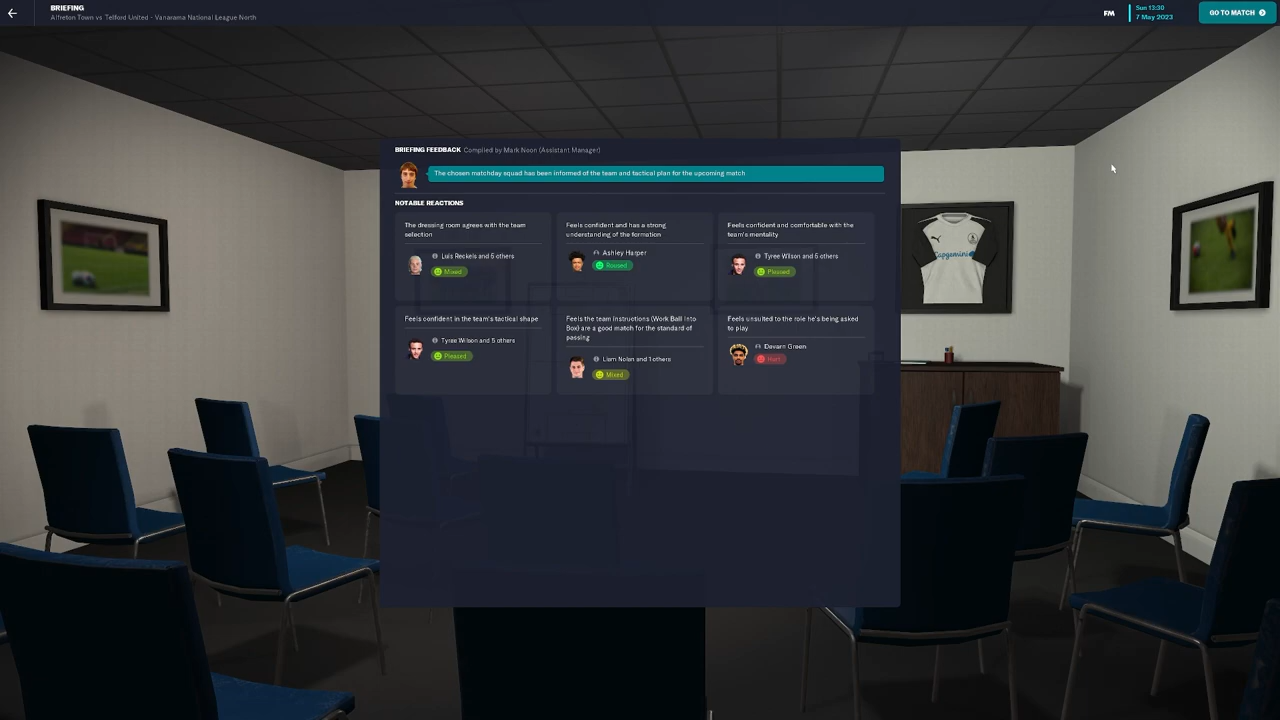 BRIEFING
Alfreton Town vs Telford United - Vanarama National League North
FM
Sun 13:30
7 May 2023
GO TO MATCH
BRIEFING FEEDBACK Compiled by Mark Noon (Assistant Manager)
The chosen matchday squad has been informed of the team and tactical plan for the upcoming match
NOTABLE REACTIONS
The dressing room agrees with the team
selection
Luis Reckels and 5 others
Mixed
Feels confident and has a strong
understanding of the formation
Ashley Harper
Roused
Feels confident and comfortable with the
team's mentality
Tyree Wilson and 5 others
Pleased
Feels confident in the team's tactical shape
Tyree Wilson and 5 others
Pleased
Feels the team instructions (Work Ball Into
Box) are a good match for the standard of
passing
Liam Nolan and 1 others
Mixed
Feels unsuited to the role he's being asked
to play
Devarn Green
Hurt
Capgemini